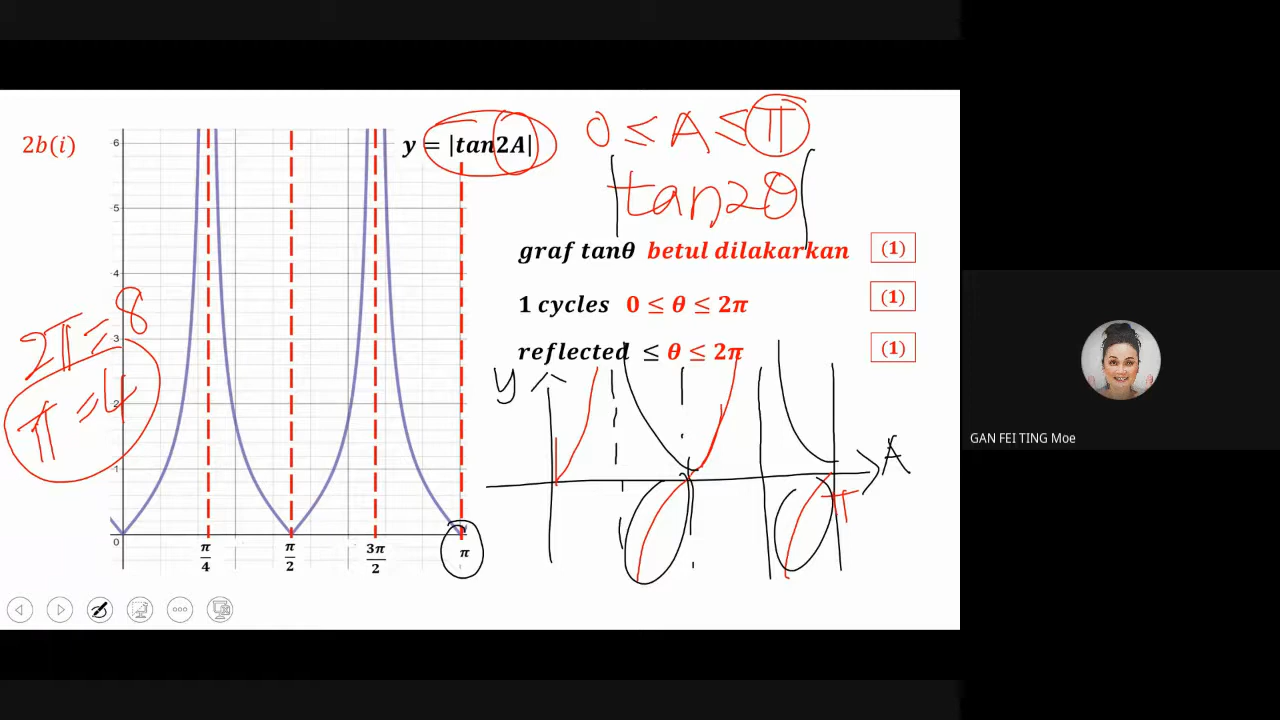 2b(i)
y = |tan2A|
0 ≤ A ≤ π
|tan2θ|
graf tanθ betul dilakarkan (1)
1 cycles 0 ≤ θ ≤ 2π (1)
reflected ≤ θ ≤ 2π (1)
2π = 8
π = 4
6
5
4
3
2
1
0
π/4 π/2 3π/2 π
y
A
π
GAN FEI TING Moe